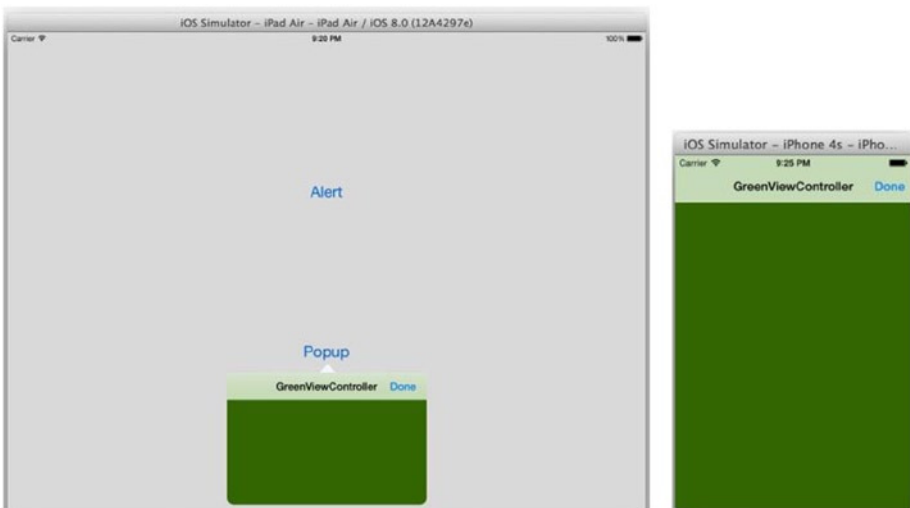 iOS Simulator - iPad Air - iPad Air / iOS 8.0 (12A4297e)
Carrier 9:20 PM 100%
Alert
Popup
GreenViewController Done
iOS Simulator - iPhone 4s - iPho...
Carrier 9:25 PM
GreenViewController Done